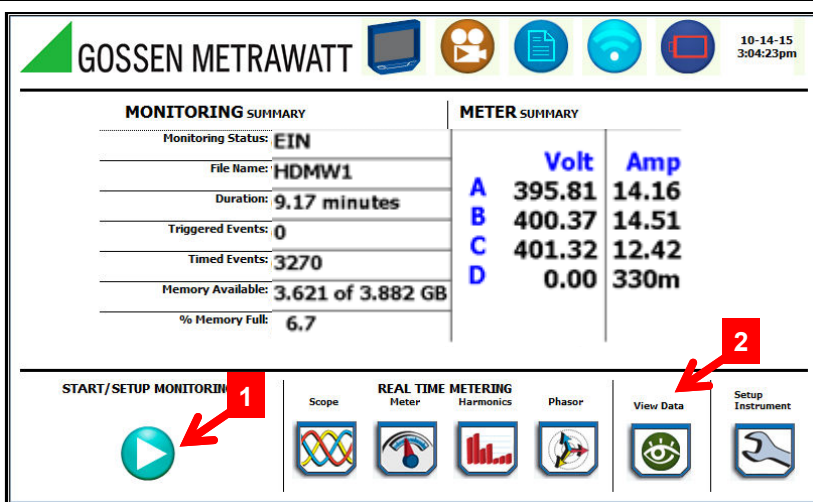 GOSSEN METRAWATT
10-14-15
3:04:23pm
MONITORING SUMMARY
METER SUMMARY
Monitoring Status: EIN
File Name: HDMW1
Duration: 9.17 minutes
Triggered Events: 0
Timed Events: 3270
Memory Available: 3.621 of 3.882 GB
% Memory Full: 6.7
Volt Amp
A 395.81 14.16
B 400.37 14.51
C 401.32 12.42
D 0.00 330m
2
START/SETUP MONITORIN
1
REAL TIME METERING
Scope Meter Harmonics Phasor
View Data
Setup
Instrument